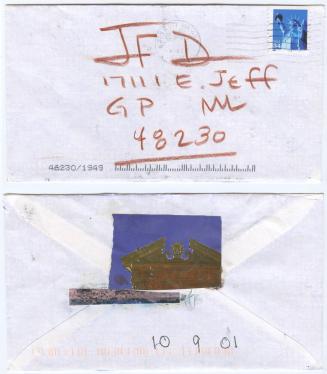 JFD
17111 E. Jeff
GP MI
48230
48230/1949
10 9 01